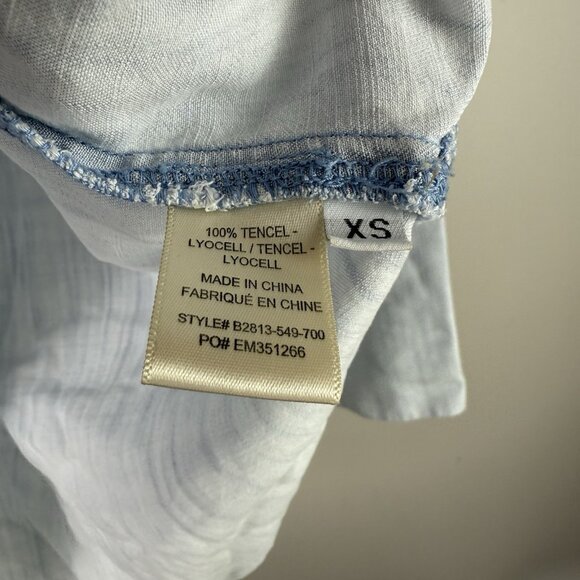 XS
100% TENCEL -
LYOCELL / TENCEL -
LYOCELL
MADE IN CHINA
FABRIQUÉ EN CHINE
STYLE# B2813-549-700
PO# EM351266